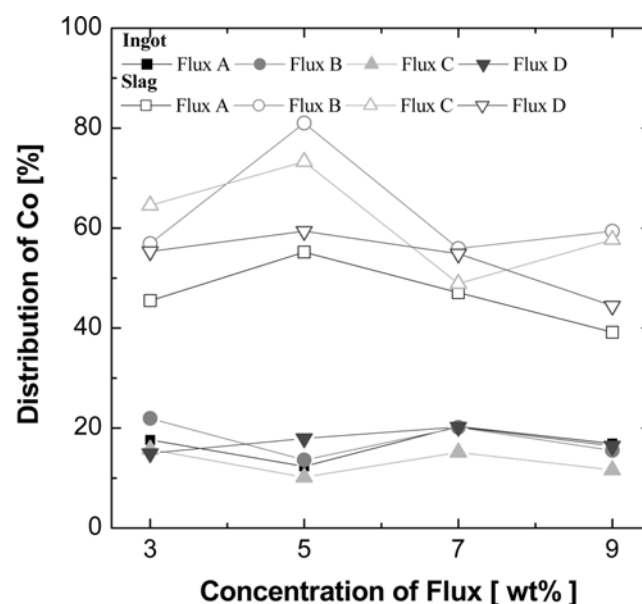 100
80
60
40
20
0
Distribution of Co [%]
Ingot
Flux A Flux B Flux C Flux D
Slag
Flux A Flux B Flux C Flux D
3 5 7 9
Concentration of Flux [ wt% ]